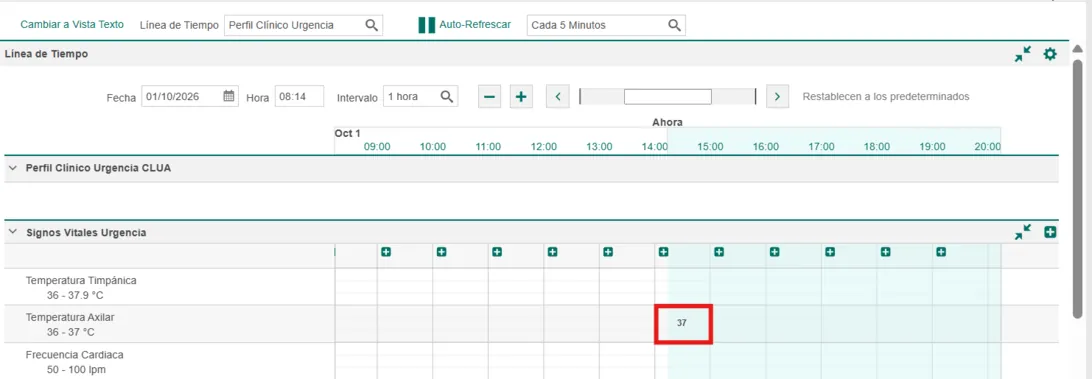 Cambiar a Vista Texto Línea de Tiempo Perfil Clínico Urgencia Auto-Refrescar Cada 5 Minutos
Línea de Tiempo
Fecha 01/10/2026 Hora 08:14 Intervalo 1 hora Restablecen a los predeterminados
Ahora
Oct 1
09:00 10:00 11:00 12:00 13:00 14:00 15:00 16:00 17:00 18:00 19:00 20:00
Perfil Clínico Urgencia CLUA
Signos Vitales Urgencia
Temperatura Timpánica
36 - 37.9 °C
Temperatura Axilar
36 - 37 °C
37
Frecuencia Cardiaca
50 - 100 lpm